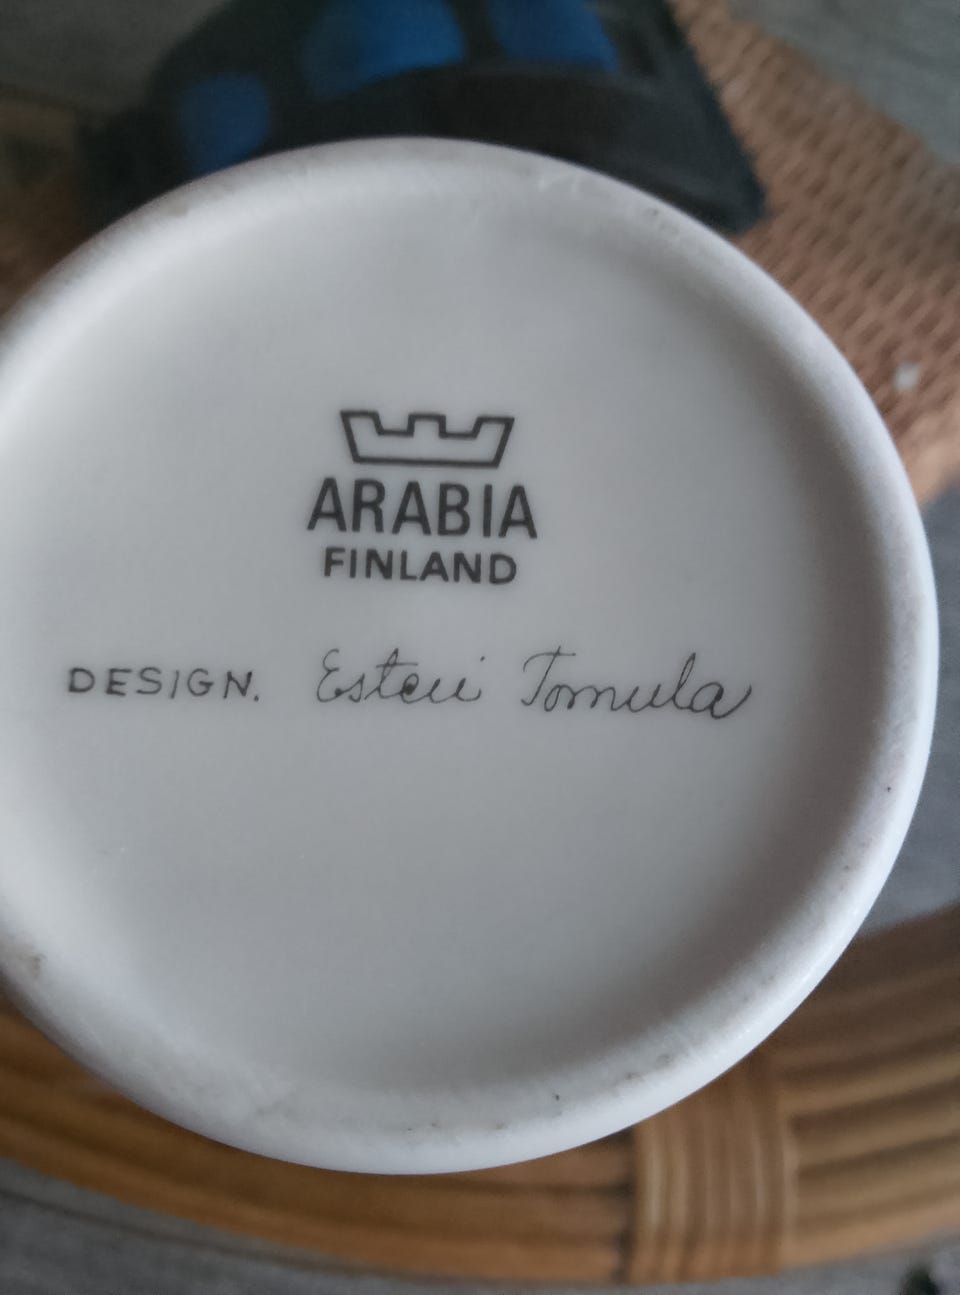 ARABIA
FINLAND
DESIGN. Esteri Tomula